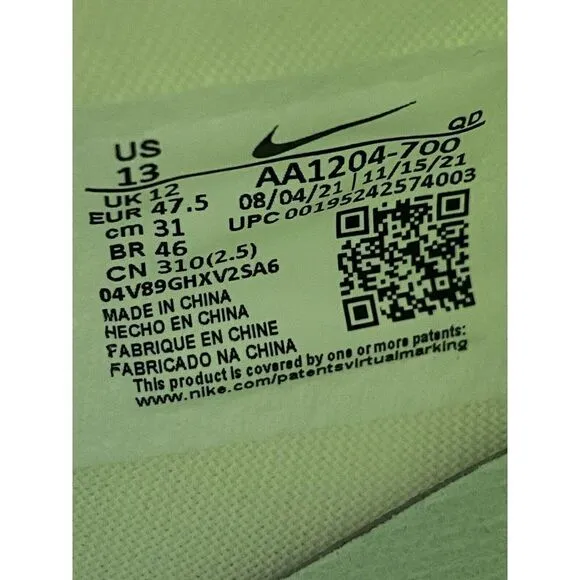 US
13
UK 12
EUR 47.5
cm 31
BR 46
CN 310(2.5)
04V89GHXV2SA6
MADE IN CHINA
HECHO EN CHINA
FABRIQUE EN CHINE
FABRICADO NA CHINA
QD
AA1204-700
08/04/21 11/15/21
UPC 00195242574003
This product is covered by one or more patents:
www.nike.com/patentsvirtualmarking